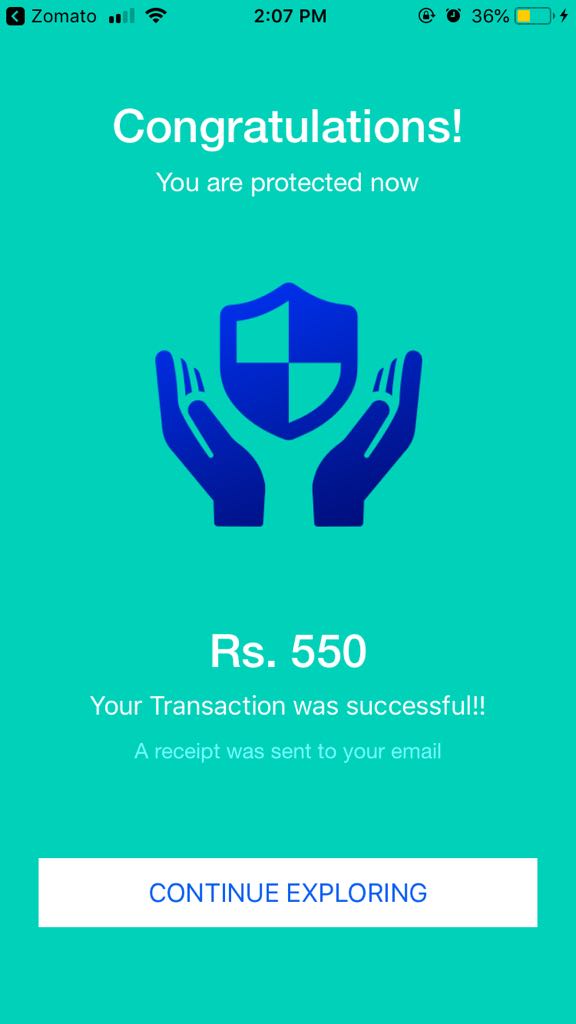 Zomato 2:07 PM 36%
Congratulations!
You are protected now
Rs. 550
Your Transaction was successful!!
A receipt was sent to your email
CONTINUE EXPLORING